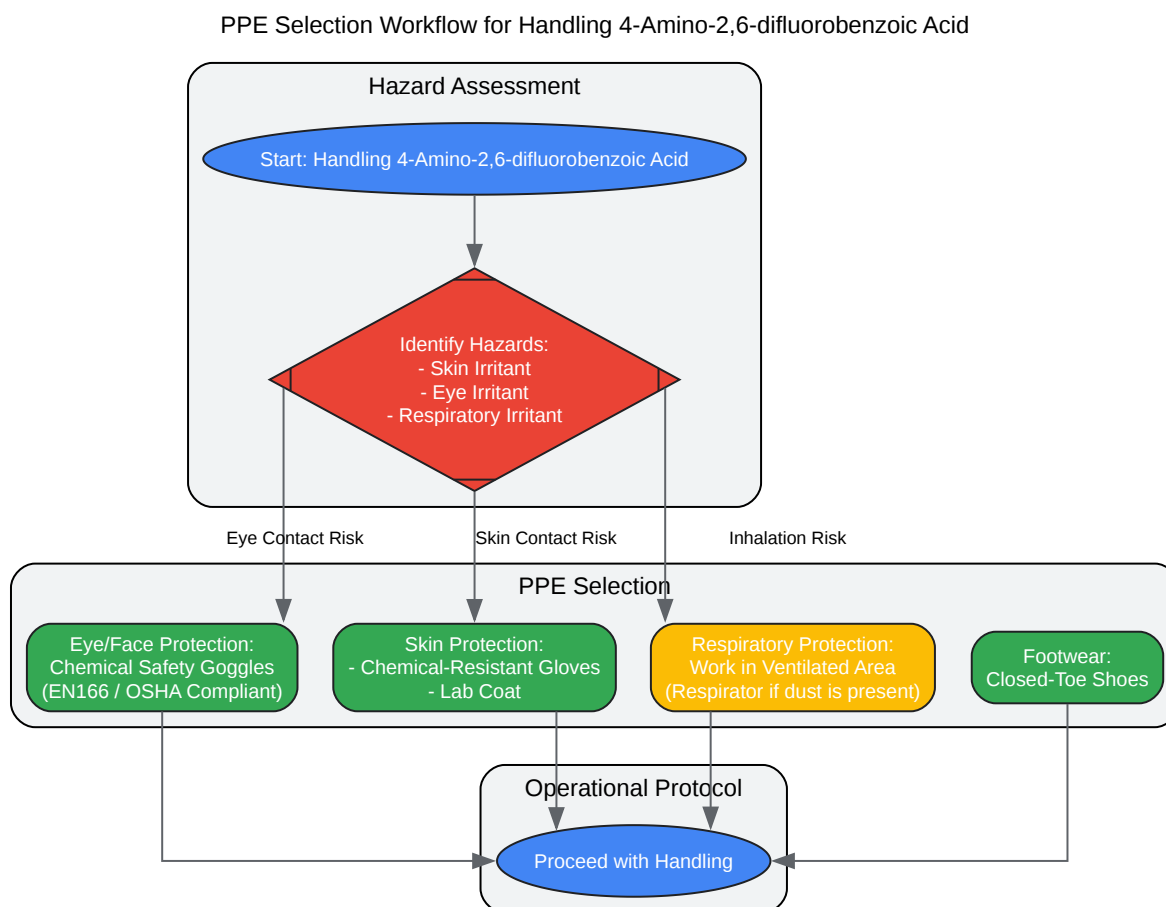 PPE Selection Workflow for Handling 4-Amino-2,6-difluorobenzoic Acid
Hazard Assessment
Start: Handling 4-Amino-2,6-difluorobenzoic Acid
Identify Hazards:
- Skin Irritant
- Eye Irritant
- Respiratory Irritant
Eye Contact Risk
Skin Contact Risk
Inhalation Risk
PPE Selection
Eye/Face Protection:
Chemical Safety Goggles
(EN166 / OSHA Compliant)
Skin Protection:
- Chemical-Resistant Gloves
- Lab Coat
Respiratory Protection:
Work in Ventilated Area
(Respirator if dust is present)
Footwear:
Closed-Toe Shoes
Operational Protocol
Proceed with Handling